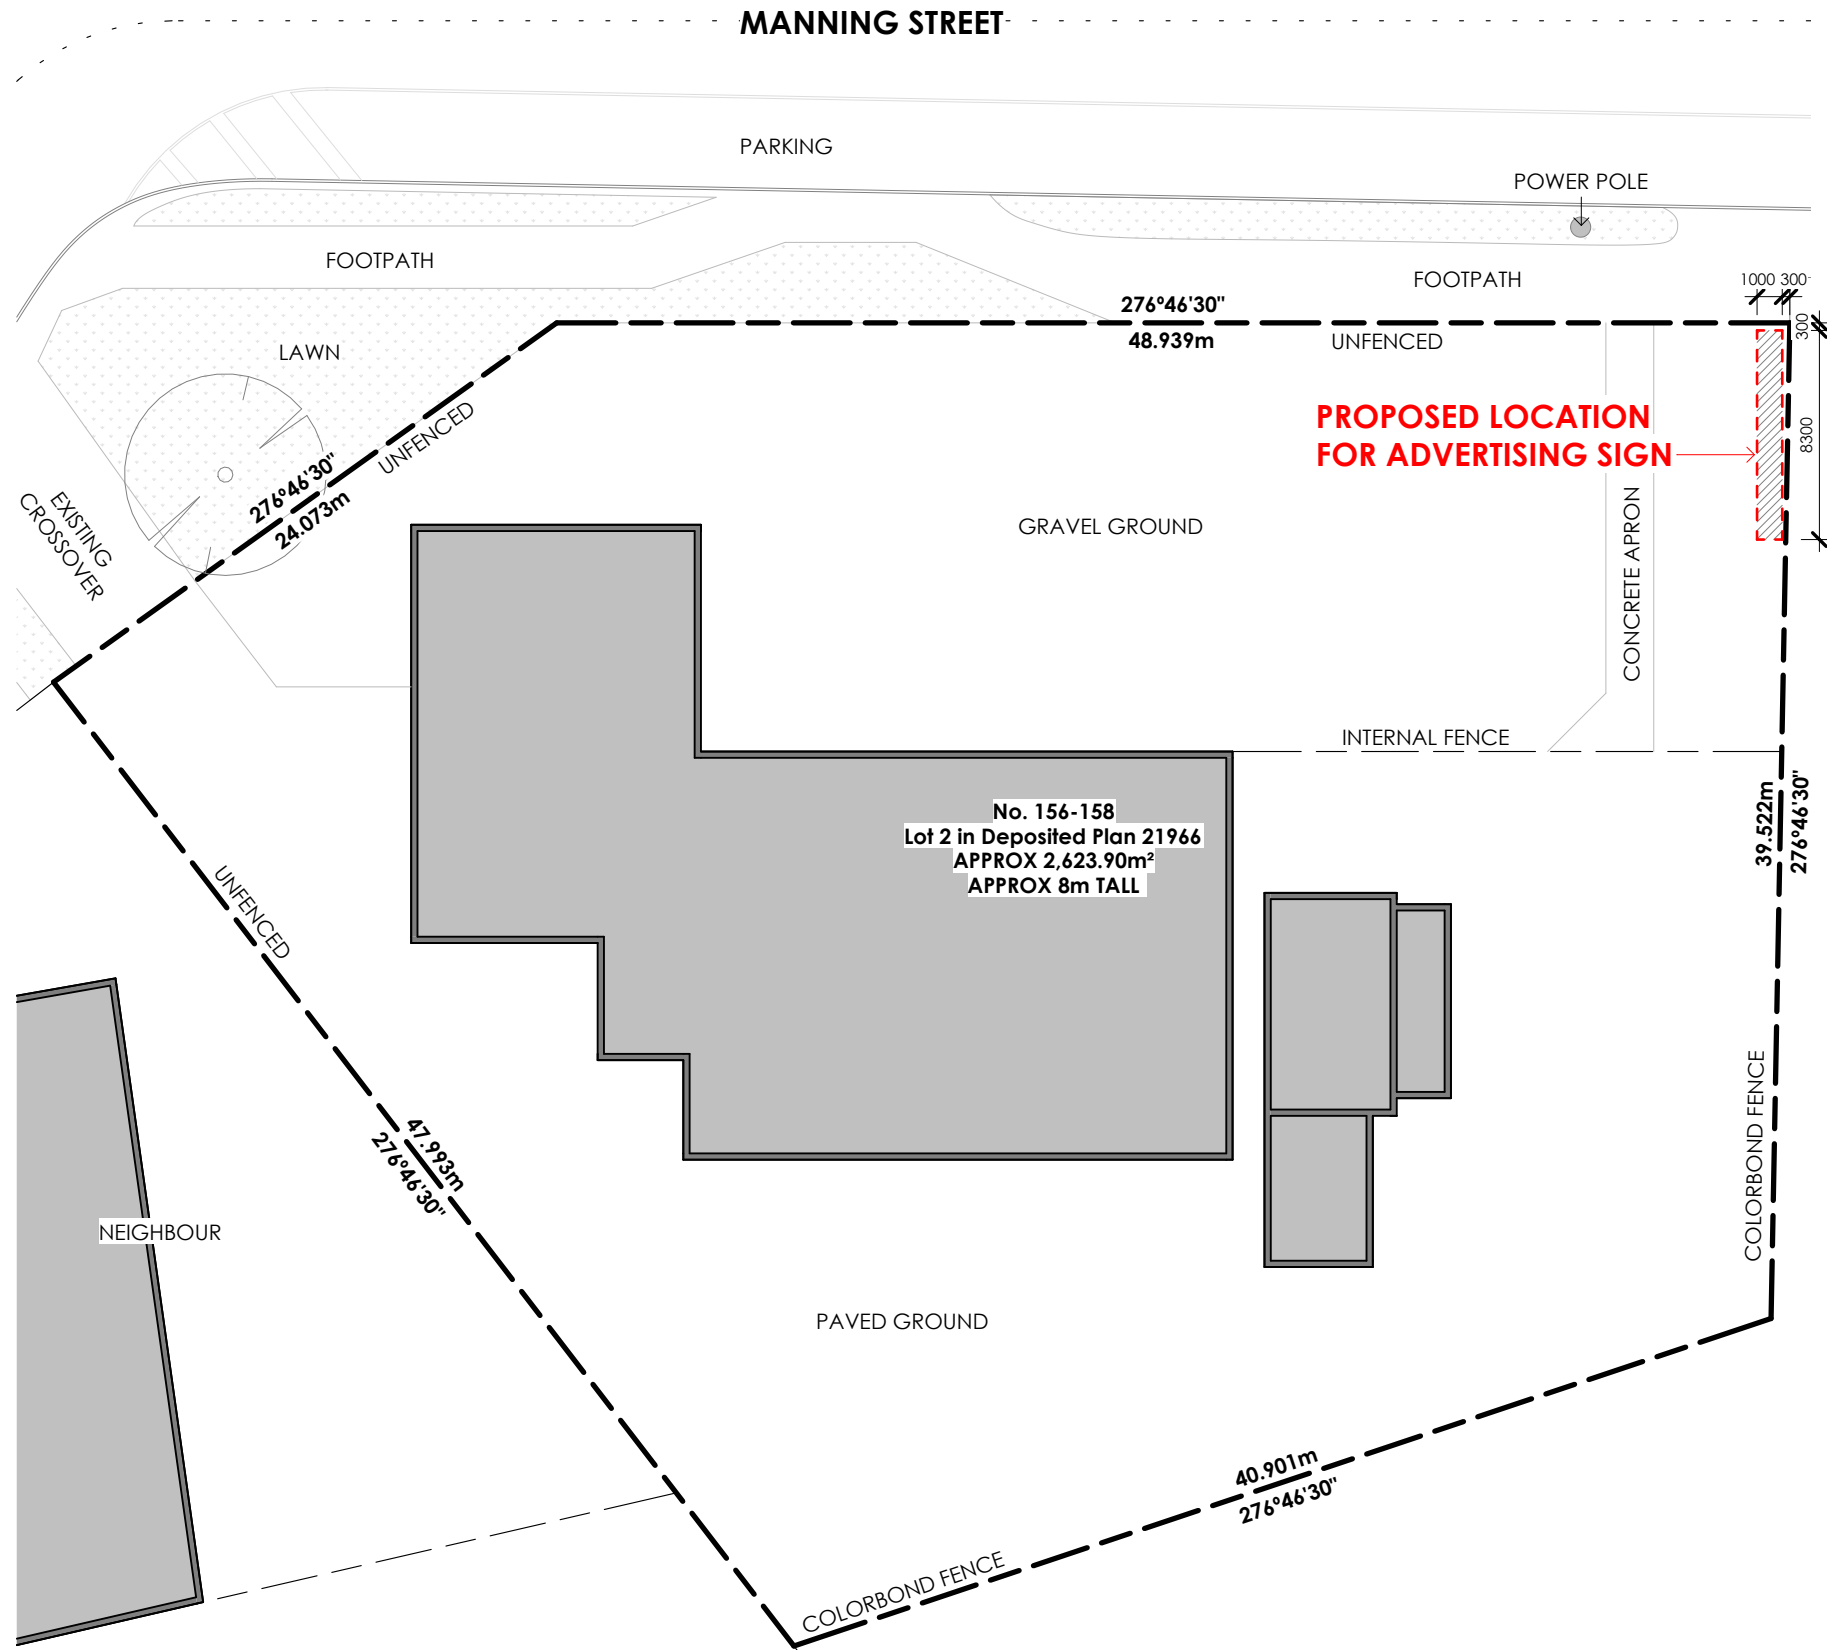 MANNING STREET
PARKING
POWER POLE
FOOTPATH
FOOTPATH
1000 300
276°46'30"
300
48.939m
UNFENCED
LAWN
PROPOSED LOCATION
FOR ADVERTISING SIGN
8300
UNFENCED
276°46'30"
24.073m
EXISTING
CROSSOVER
GRAVEL GROUND
CONCRETE APRON
INTERNAL FENCE
No. 156-158
Lot 2 in Deposited Plan 21966
APPROX 2,623.90m²
APPROX 8m TALL
39.522m
276°46'30"
UNFENCED
47.993m
276°46'30"
COLORBOND FENCE
NEIGHBOUR
PAVED GROUND
40.901m
276°46'30"
COLORBOND FENCE